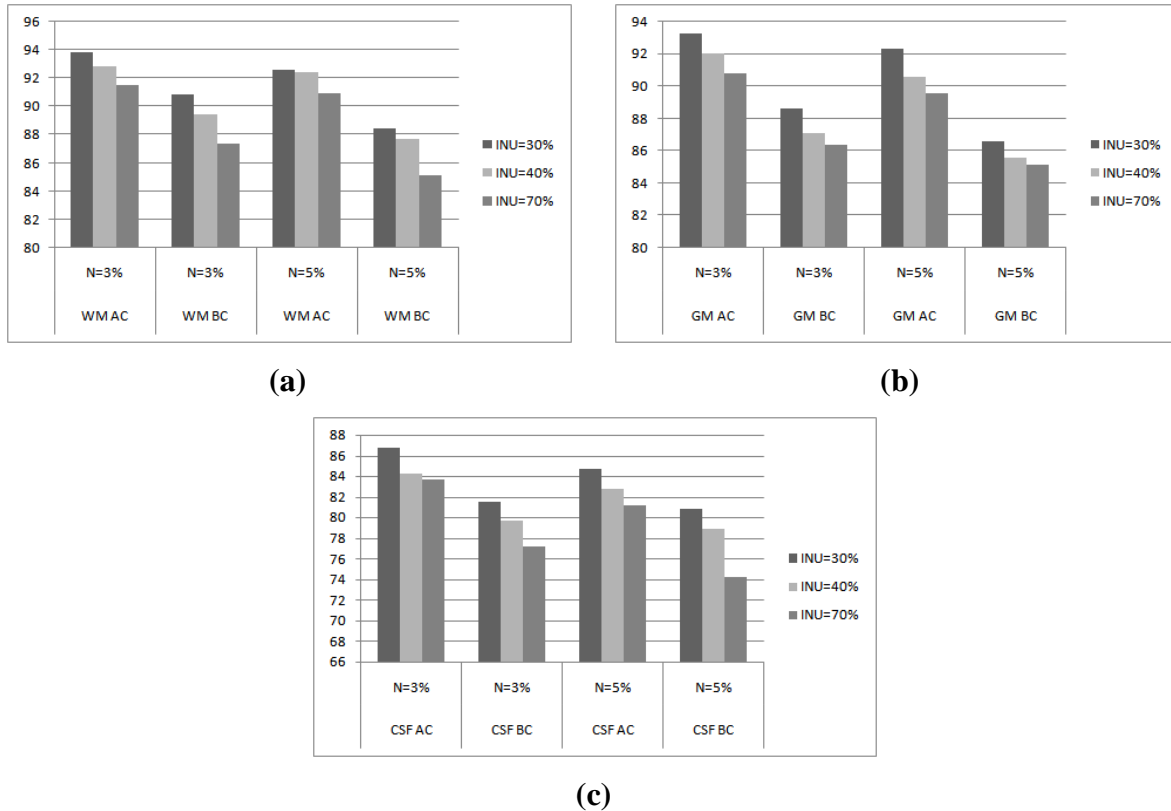 96
94
92
90
88
86
84
82
80
N=3% N=3% N=5% N=5%
WM AC WM BC WM AC WM BC
INU=30%
INU=40%
INU=70%
(a)
94
92
90
88
86
84
82
80
N=3% N=3% N=5% N=5%
GM AC GM BC GM AC GM BC
INU=30%
INU=40%
INU=70%
(b)
88
86
84
82
80
78
76
74
72
70
68
66
N=3% N=3% N=5% N=5%
CSF AC CSF BC CSF AC CSF BC
INU=30%
INU=40%
INU=70%
(c)